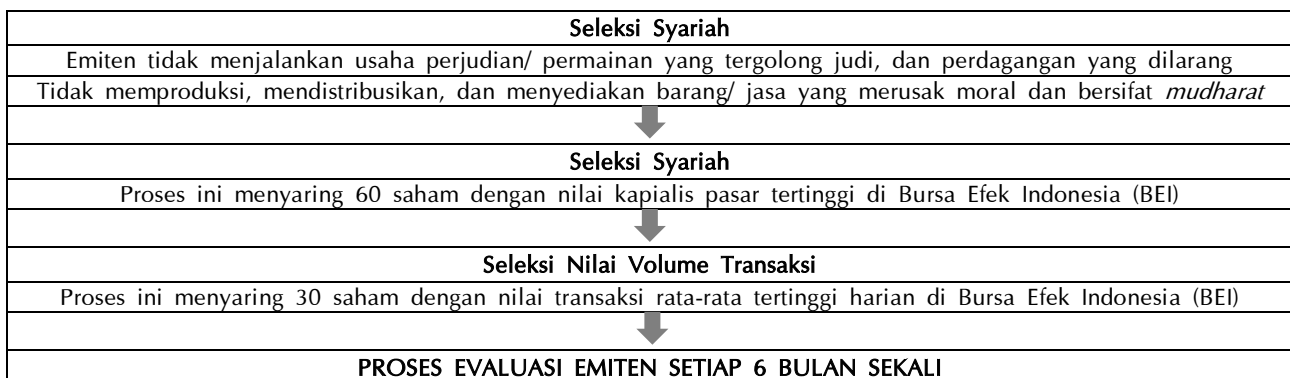 Seleksi Syariah
Emiten tidak menjalankan usaha perjudian/ permainan yang tergolong judi, dan perdagangan yang dilarang
Tidak memproduksi, mendistribusikan, dan menyediakan barang/ jasa yang merusak moral dan bersifat mudharat
Seleksi Syariah
Proses ini menyaring 60 saham dengan nilai kapialis pasar tertinggi di Bursa Efek Indonesia (BEI)
Seleksi Nilai Volume Transaksi
Proses ini menyaring 30 saham dengan nilai transaksi rata-rata tertinggi harian di Bursa Efek Indonesia (BEI)
PROSES EVALUASI EMITEN SETIAP 6 BULAN SEKALI